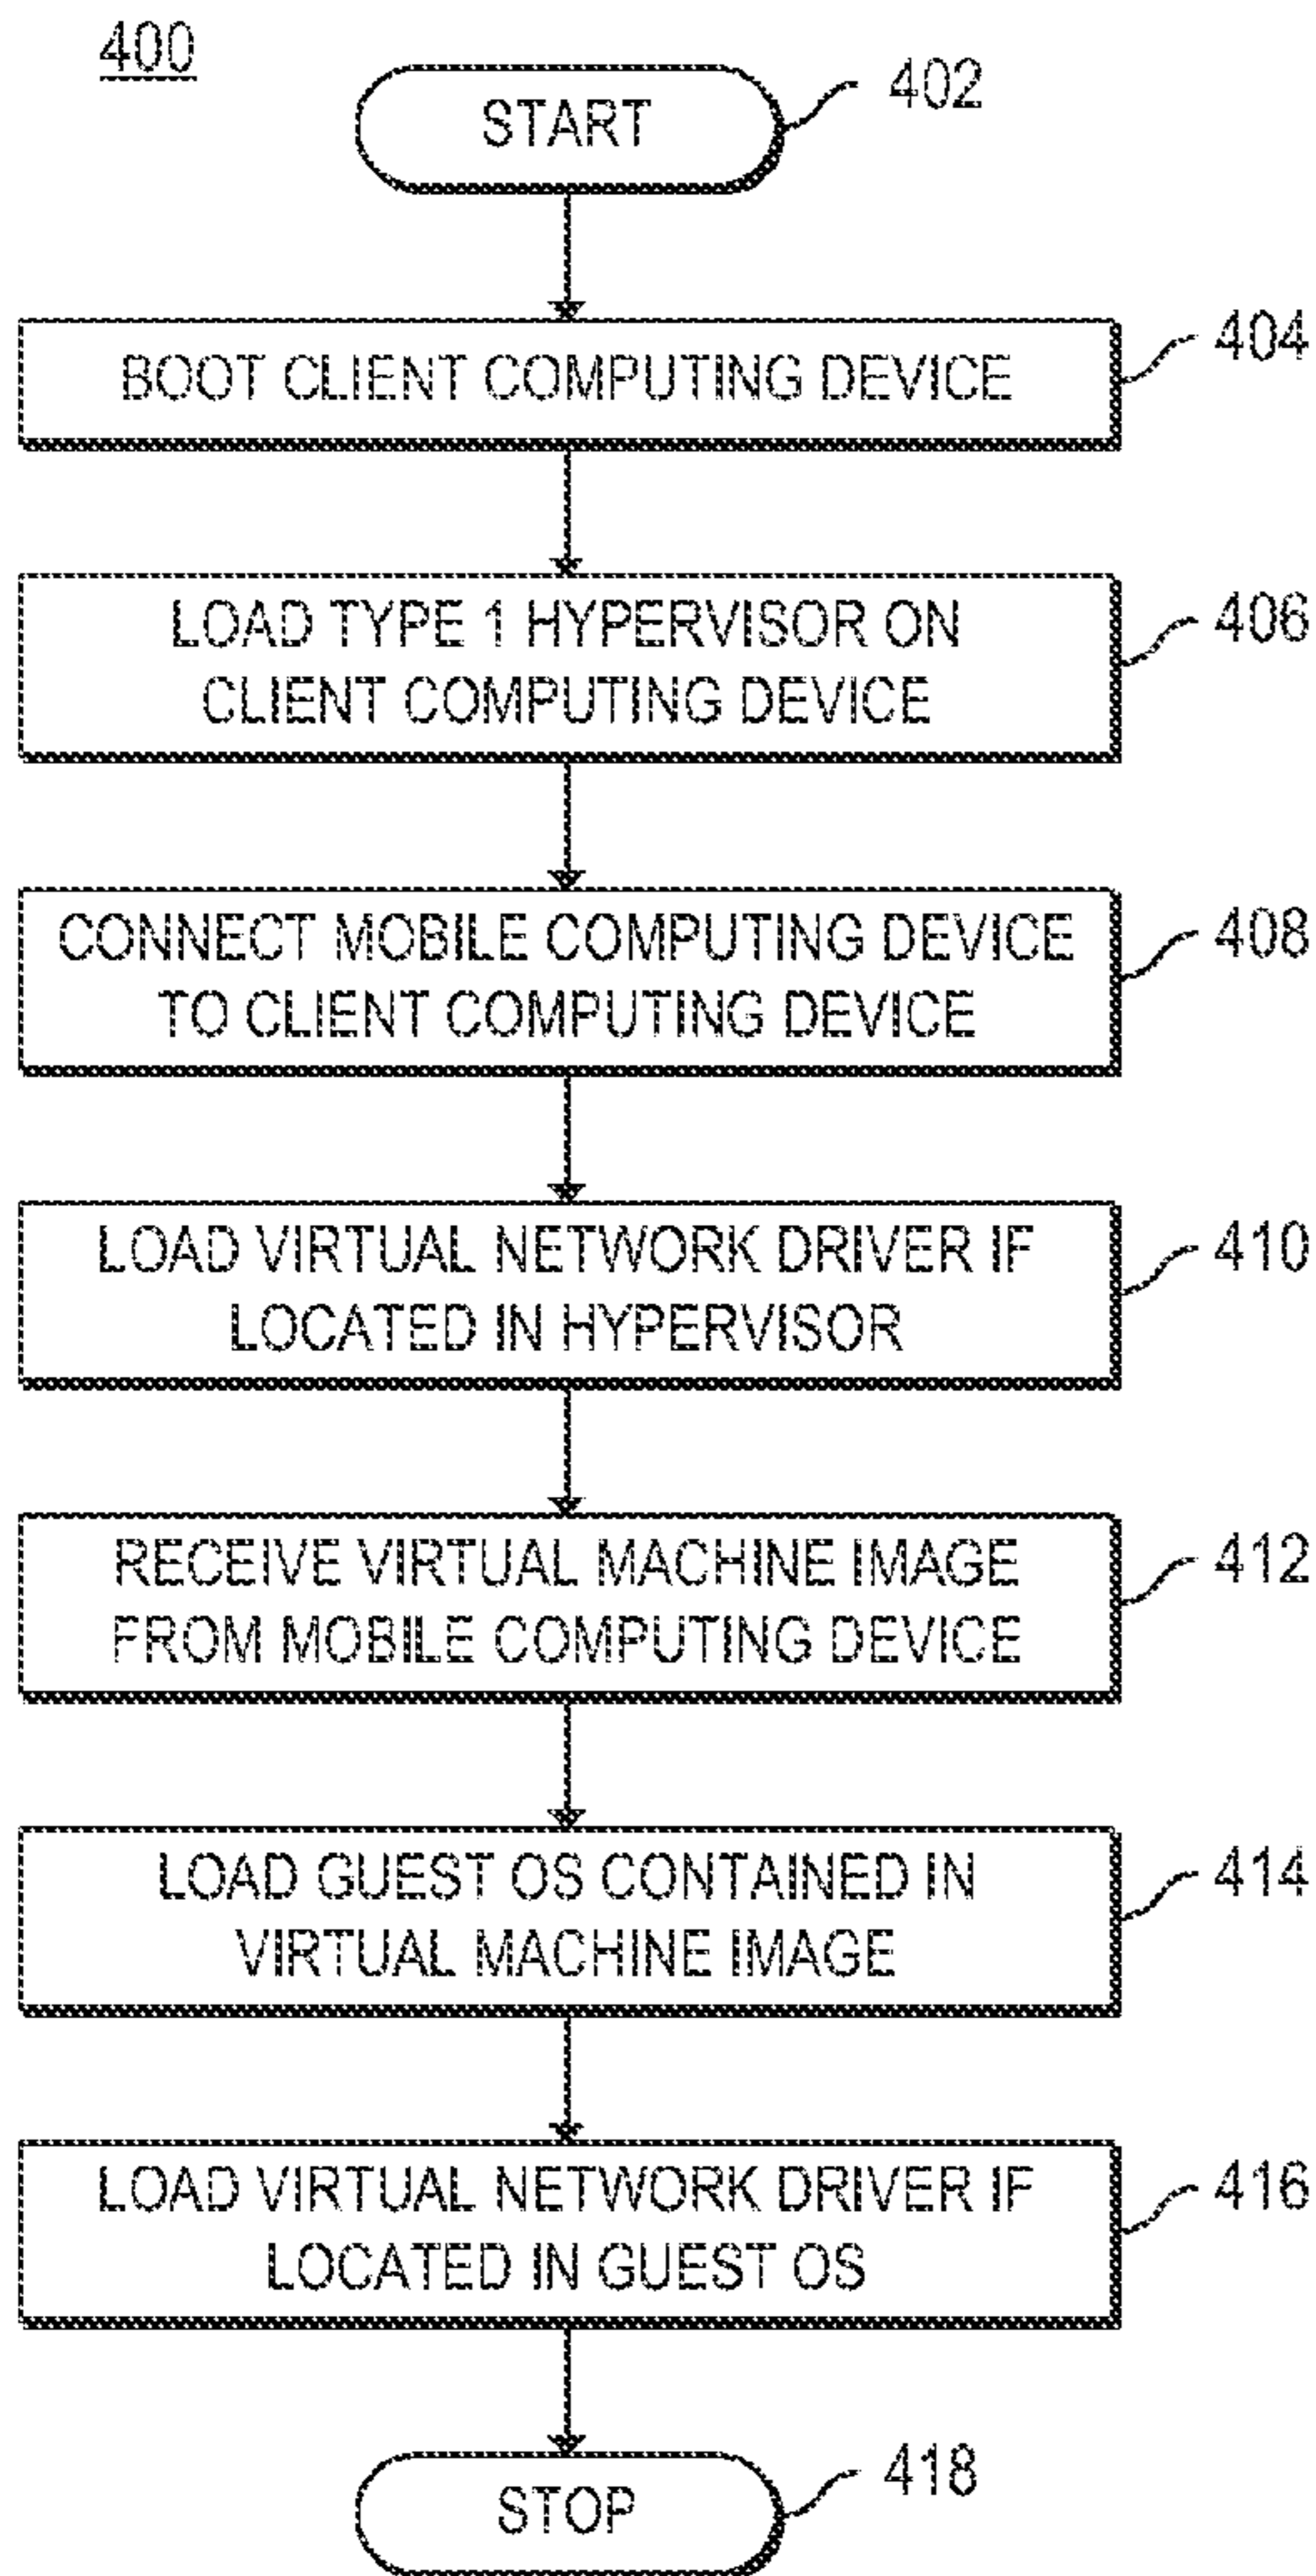 400
START
402
BOOT CLIENT COMPUTING DEVICE
404
LOAD TYPE 1 HYPERVISOR ON
CLIENT COMPUTING DEVICE
406
CONNECT MOBILE COMPUTING DEVICE
TO CLIENT COMPUTING DEVICE
408
LOAD VIRTUAL NETWORK DRIVER IF
LOCATED IN HYPERVISOR
410
RECEIVE VIRTUAL MACHINE IMAGE
FROM MOBILE COMPUTING DEVICE
412
LOAD GUEST OS CONTAINED IN
VIRTUAL MACHINE IMAGE
414
LOAD VIRTUAL NETWORK DRIVER IF
LOCATED IN GUEST OS
416
STOP
418